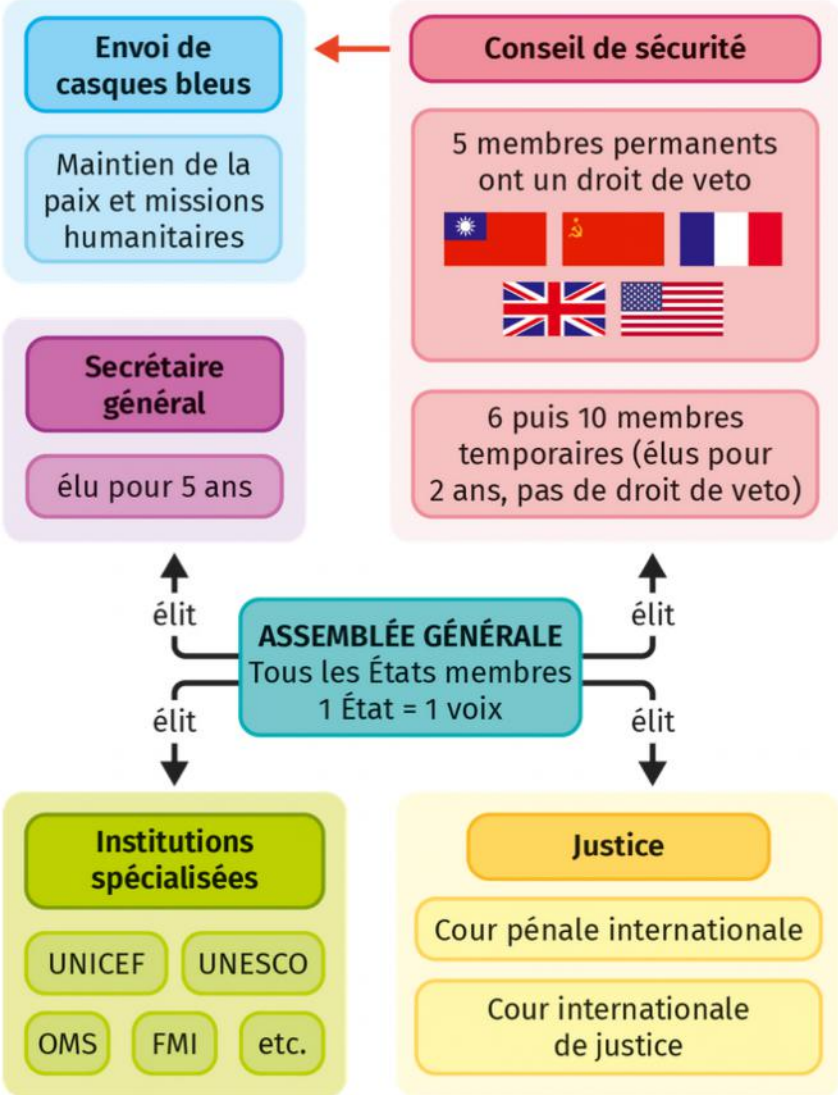 Envoi de
casques bleus
Maintien de la
paix et missions
humanitaires
Conseil de sécurité
5 membres permanents
ont un droit de veto
6 puis 10 membres
temporaires (élus pour
2 ans, pas de droit de veto)
Secrétaire
général
élu pour 5 ans
élit
élit
ASSEMBLÉE GÉNÉRALE
Tous les États membres
1 État = 1 voix
élit
élit
Institutions
spécialisées
UNICEF
UNESCO
OMS
FMI
etc.
Justice
Cour pénale internationale
Cour internationale
de justice